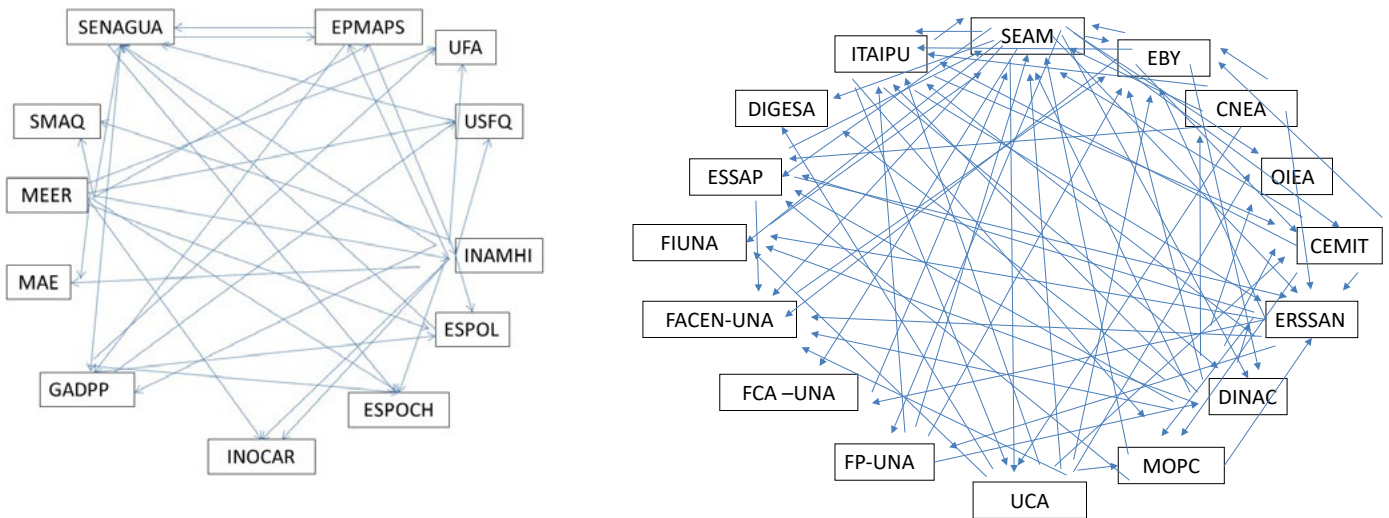 SENAGUA
EPMAPS
UFA
SMAQ
USFQ
MEER
INAMHI
MAE
ESPOL
GADPP
ESPOCH
INOCAR
SEAM
ITAIPU
EBY
DIGESA
CNEA
ESSAP
OIEA
FIUNA
CEMIT
FACEN-UNA
ERSSAN
FCA –UNA
DINAC
FP-UNA
MOPC
UCA